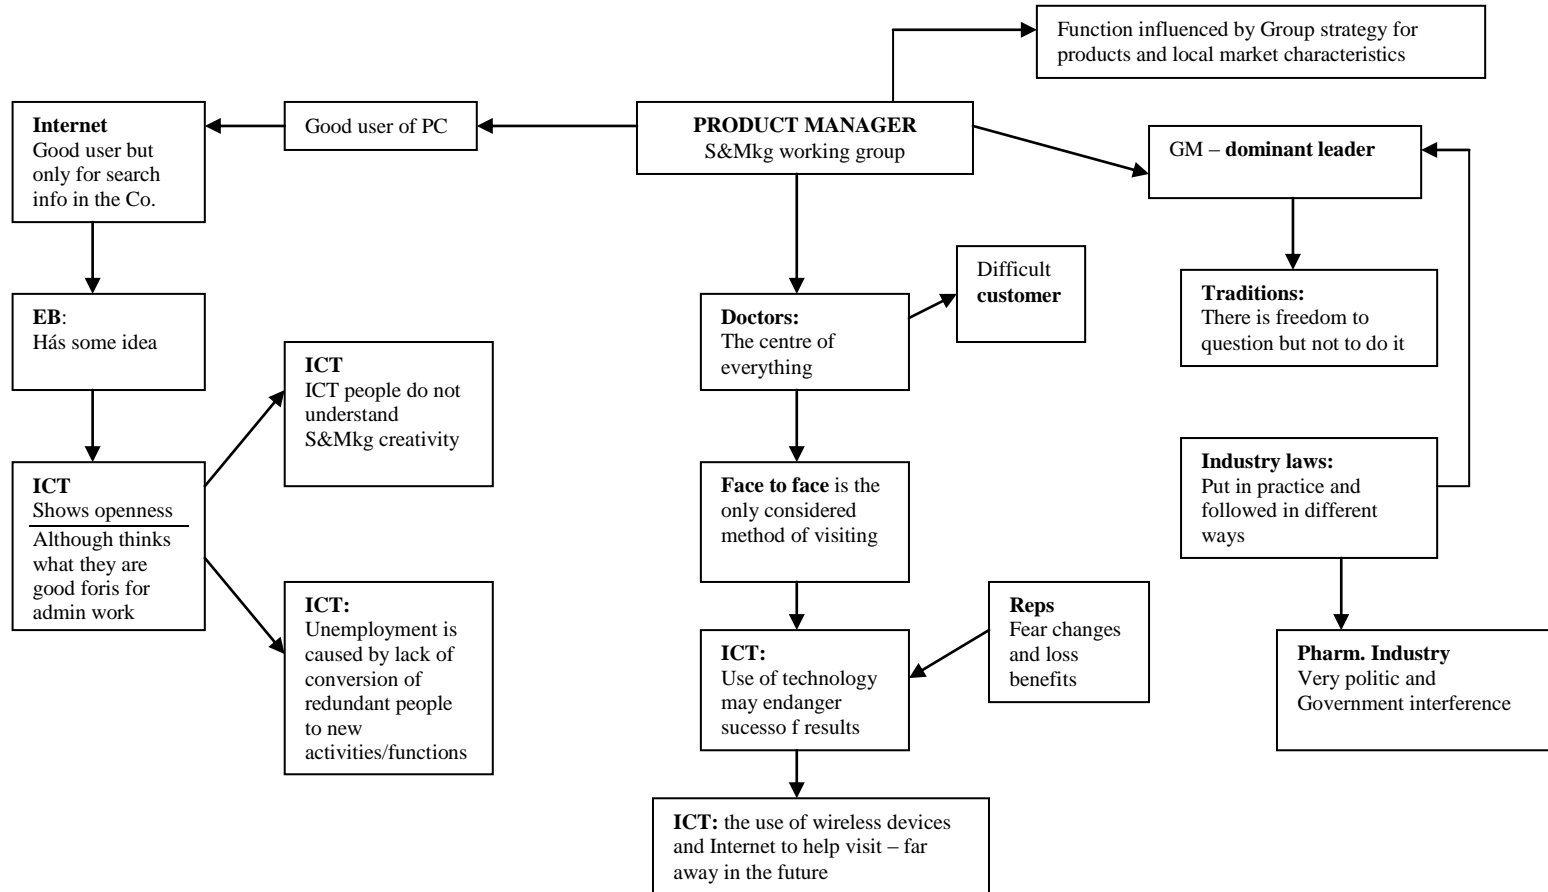 Function influenced by Group strategy for
products and local market characteristics
PRODUCT MANAGER
S&Mkg working group
Good user of PC
Internet
Good user but
only for search
info in the Co.
EB:
Hás some idea
ICT
Shows openness
Although thinks
what they are
good foris for
admin work
ICT
ICT people do not
understand
S&Mkg creativity
ICT:
Unemployment is
caused by lack of
conversion of
redundant people
to new
activities/functions
Doctors:
The centre of
everything
Difficult
customer
Face to face is the
only considered
method of visiting
ICT:
Use of technology
may endanger
sucesso f results
Reps
Fear changes
and loss
benefits
ICT: the use of wireless devices
and Internet to help visit – far
away in the future
GM – dominant leader
Traditions:
There is freedom to
question but not to do it
Industry laws:
Put in practice and
followed in different
ways
Pharm. Industry
Very politic and
Government interference